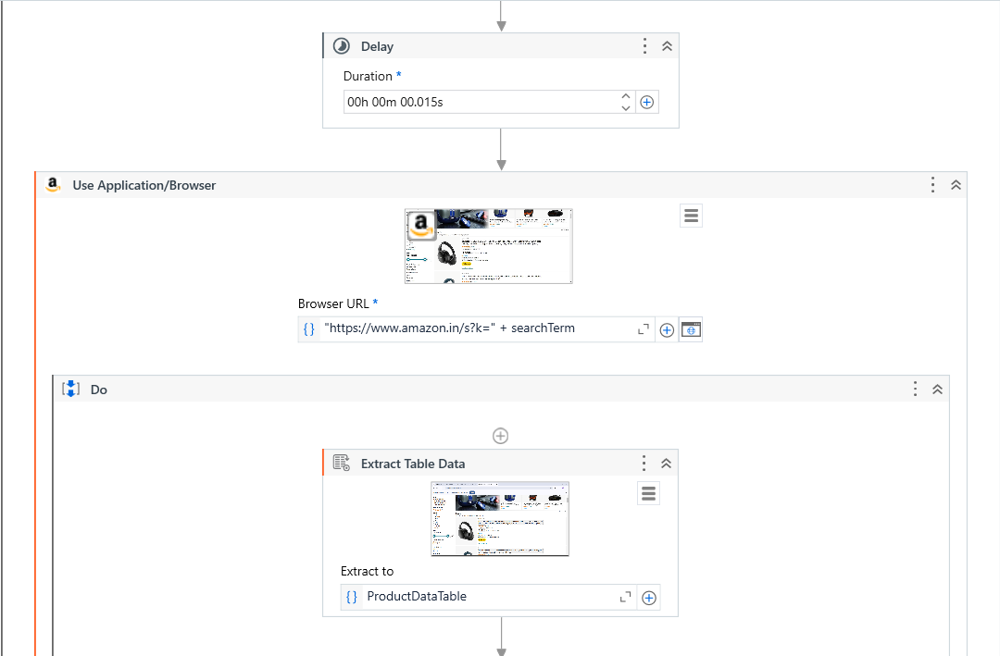 Delay
Duration *
00h 00m 00.015s
Use Application/Browser
Browser URL *
{} "https://www.amazon.in/s?k=" + searchTerm
Do
Extract Table Data
Extract to
{} ProductDataTable